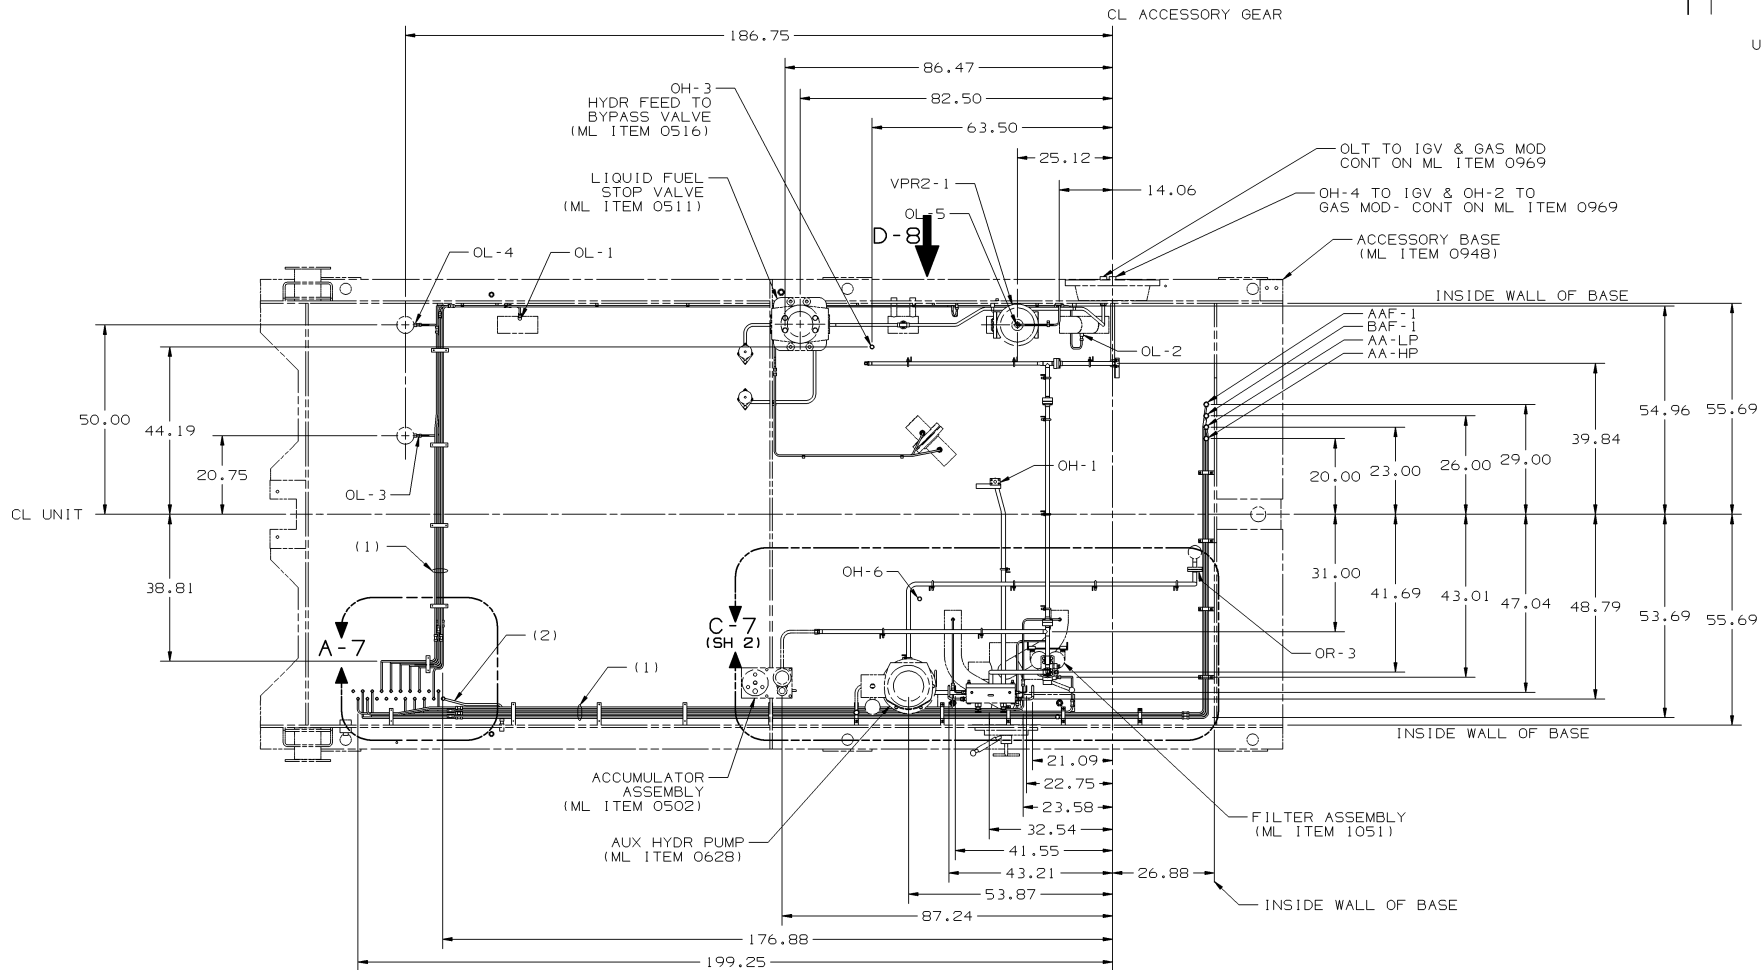 CL ACCESSORY GEAR
U
186.75
86.47
OH-3
HYDR FEED TO
BYPASS VALVE
(ML ITEM 0516)
82.50
63.50
25.12
OLT TO IGV & GAS MOD
CONT ON ML ITEM 0969
LIQUID FUEL
STOP VALVE
(ML ITEM 0511)
VPR2-1
14.06
OH-4 TO IGV & OH-2 TO
GAS MOD- CONT ON ML ITEM 0969
OL-5
D-8
ACCESSORY BASE
(ML ITEM 0948)
OL-4
OL-1
INSIDE WALL OF BASE
AAF-1
BAF-1
AA-LP
AA-HP
OL-2
50.00
44.19
20.75
OL-3
OH-1
54.96
55.69
39.84
29.00
26.00
23.00
20.00
CL UNIT
(1)
38.81
OH-6
31.00
41.69
43.01
47.04
48.79
53.69
55.69
A-7
(2)
C-7
(SH 2)
(1)
OR-3
INSIDE WALL OF BASE
ACCUMULATOR
ASSEMBLY
(ML ITEM 0502)
21.09
22.75
23.58
FILTER ASSEMBLY
(ML ITEM 1051)
32.54
AUX HYDR PUMP
(ML ITEM 0628)
41.55
43.21
26.88
53.87
INSIDE WALL OF BASE
87.24
176.88
199.25